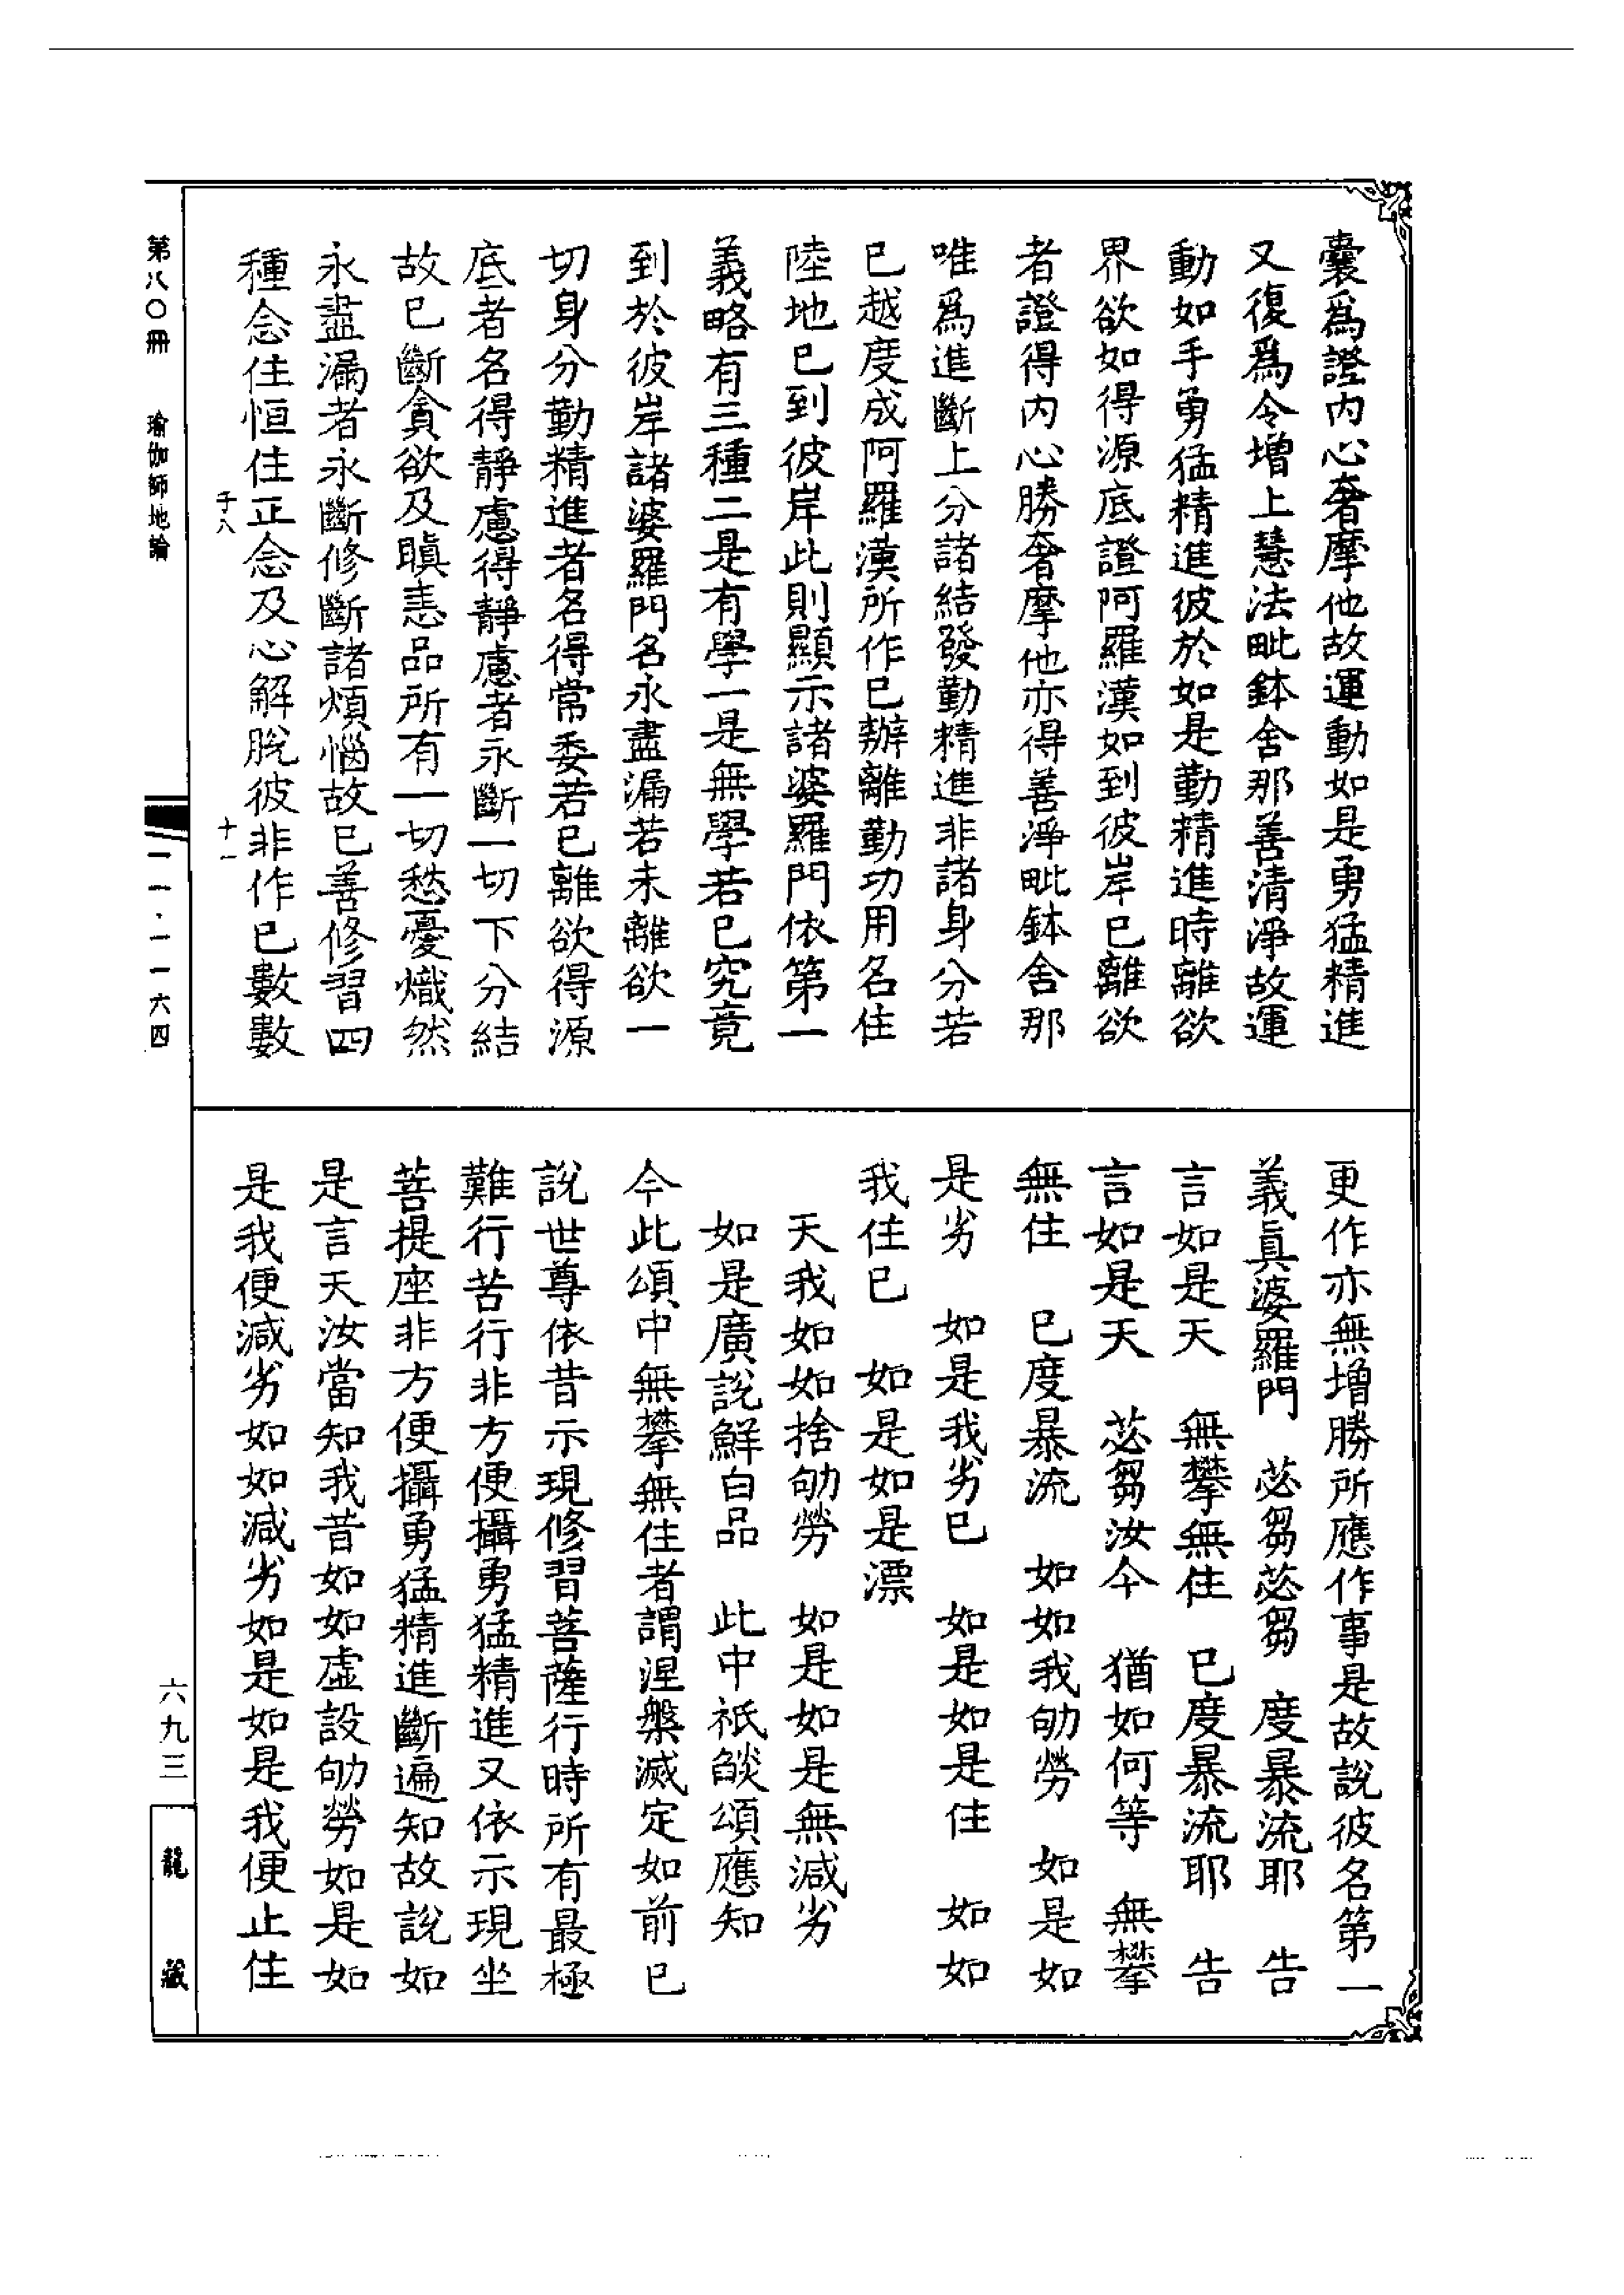 囊爲證內心奢摩他故運動如是勇猛精進
又復爲令增上慧法毗鉢舍那善清淨故運
動如手勇猛精進彼於如是勤精進時離欲
界欲如得源底證阿羅漢如到彼岸已離欲
者證得內心勝奢摩他亦得善淨毗鉢舍那
唯爲進斷上分諸結發勤精進非諸身分若
已越度成阿羅漢所作已辦離勤功用名住
陸地已到彼岸此則顯示諸婆羅門依第一
義略有三種二是有學一是無學若已究竟
到於彼岸諸婆羅門名永盡漏若未離欲一
切身分勤精進者名得常委若已離欲得源
底者名得靜慮得靜慮者永斷一切下分結
故已斷貪欲及瞋恚品所有一切愁憂熾然
永盡漏者永斷修斷諸煩惱故已善修習四
種念住恒住正念及心解脫彼非作已數數
更作亦無增勝所應作事是故說彼名第一
義眞婆羅門　苾芻苾芻　度暴流耶　告
言如是天　無攀無住　已度暴流耶　告
言如是天　苾芻汝今　猶如何等　無攀
無住　已度暴流　如如我劬勞　如是如
是劣　如是我劣已　如是如是住　如如
我住已　如是如是漂
天我如如捨劬勞　如是如是無減劣
如是廣說鮮白品　此中祇燄頌應知
今此頌中無攀無住者謂涅槃滅定如前已
說世尊依昔示現修習菩薩行時所有最極
難行苦行非方便攝勇猛精進又依示現坐
菩提座非方便攝勇猛精進斷遍知故說如
是言天汝當知我昔如如虛設劬勞如是如
是我便減劣如如減劣如是如是我便止住
子八　十一
第八〇冊　瑜伽師地論
一一·一一六四
六九三
龍藏